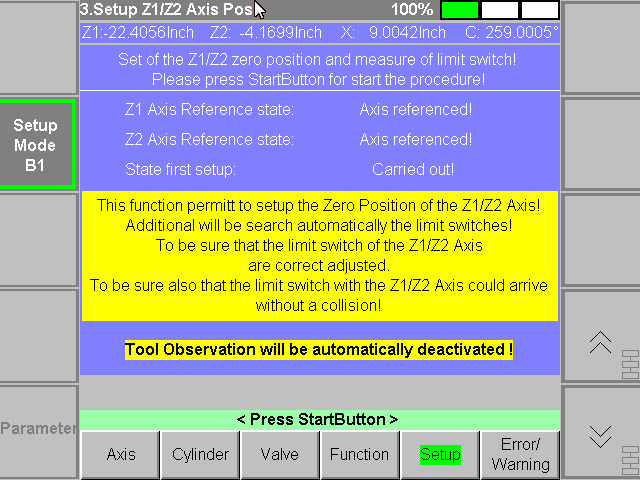 3.Setup Z1/Z2 Axis Pos 100%
Z1:-22.4056Inch Z2: -4.1699Inch X: 9.0042Inch C: 259.0005°
Set of the Z1/Z2 zero position and measure of limit switch!
Please press StartButton for start the procedure!
Z1 Axis Reference state: Axis referenced!
Z2 Axis Reference state: Axis referenced!
State first setup: Carried out!
Setup
Mode
B1
This function permitt to setup the Zero Position of the Z1/Z2 Axis!
Additional will be search automatically the limit switches!
To be sure that the limit switch of the Z1/Z2 Axis
are correct adjusted.
To be sure also that the limit switch with the Z1/Z2 Axis could arrive
without a collision!
Tool Observation will be automatically deactivated !
Parameter
< Press StartButton >
Axis Cylinder Valve Function Setup Error/
Warning